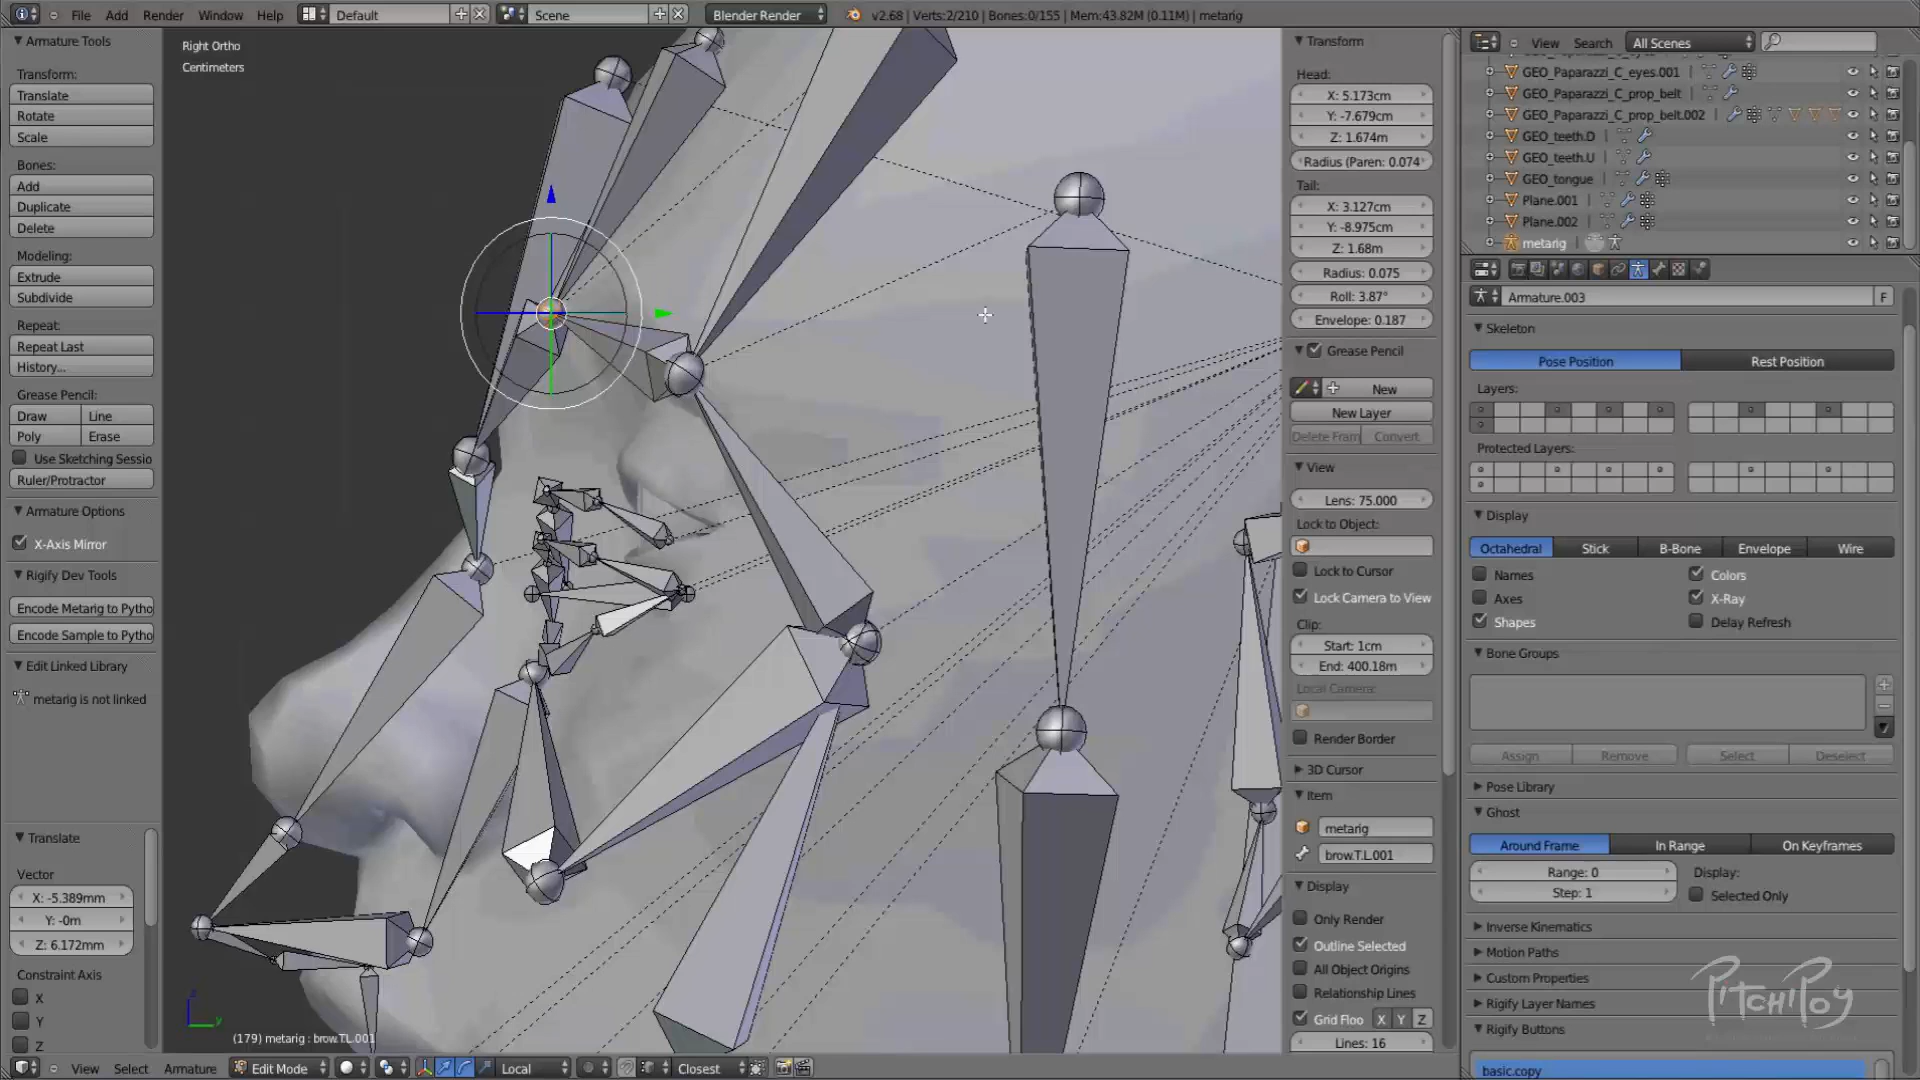 File Add Render Window Help Default Scene Blender Render v2.68 | Verts:2/210 | Bones:0/155 | Mem:43.82M (0.11M) | metarig
Armature Tools
Transform:
Translate
Rotate
Scale
Bones:
Add
Duplicate
Delete
Modeling:
Extrude
Subdivide
Repeat:
Repeat Last
History...
Grease Pencil:
Draw Line
Poly Erase
Use Sketching Sessio
Ruler/Protractor
Armature Options
X-Axis Mirror
Rigify Dev Tools
Encode Metarig to Pytho
Encode Sample to Pytho
Edit Linked Library
metarig is not linked
Translate
Vector
X: -5.389mm
Y: -0m
Z: 6.172mm
Constraint Axis
X
Y
Z
Right Ortho
Centimeters
(179) metarig : brow.T.L.001
View Select Armature Edit Mode Local Closest
Transform
Head:
X: 5.173cm
Y: -7.679cm
Z: 1.674m
Radius (Paren: 0.074
Tail:
X: 3.127cm
Y: -8.975cm
Z: 1.68m
Radius: 0.075
Roll: 3.87°
Envelope: 0.187
Grease Pencil
New
New Layer
Delete Fram Convert
View
Lens: 75.000
Lock to Object:
Lock to Cursor
Lock Camera to View
Clip:
Start: 1cm
End: 400.18m
Local Camera:
Render Border
3D Cursor
Item
metarig
brow.T.L.001
Display
Only Render
Outline Selected
All Object Origins
Relationship Lines
Grid Floo X Y Z
Lines: 16
View Search All Scenes
GEO_Paparazzi_C_eyes.001
GEO_Paparazzi_C_prop_belt
GEO_Paparazzi_C_prop_belt.002
GEO_teeth.D
GEO_teeth.U
GEO_tongue
Plane.001
Plane.002
metarig
Armature.003 F
Skeleton
Pose Position Rest Position
Layers:
Protected Layers:
Display
Octahedral Stick B-Bone Envelope Wire
Names Colors
Axes X-Ray
Shapes Delay Refresh
Bone Groups
Assign Remove Select Deselect
Pose Library
Ghost
Around Frame In Range On Keyframes
Range: 0 Display:
Step: 1 Selected Only
Inverse Kinematics
Motion Paths
Custom Properties
Rigify Layer Names
Rigify Buttons
basic.copy
PitchiPoy